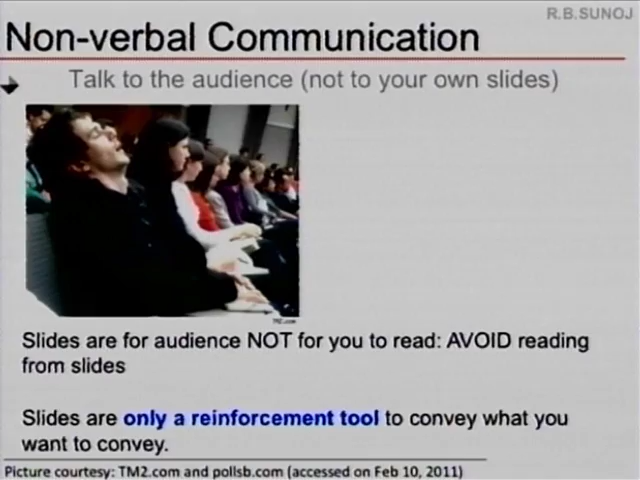 R.B.SUNOJ
Non-verbal Communication
Talk to the audience (not to your own slides)
Slides are for audience NOT for you to read: AVOID reading
from slides
Slides are only a reinforcement tool to convey what you
want to convey.
Picture courtesy: TM2.com and pollsb.com (accessed on Feb 10, 2011)